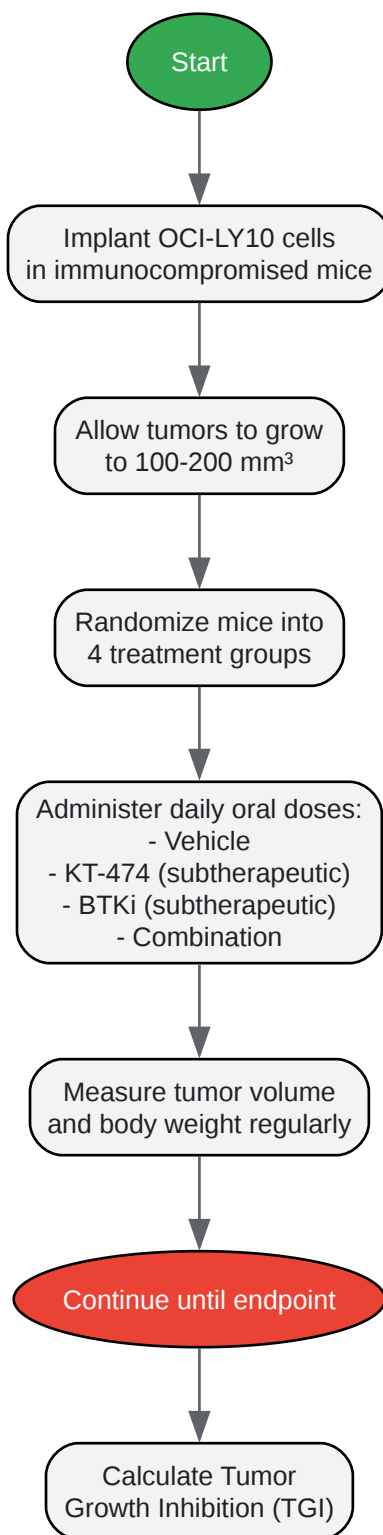 Start
Implant OCI-LY10 cells
in immunocompromised mice
Allow tumors to grow
to 100-200 mm³
Randomize mice into
4 treatment groups
Administer daily oral doses:
- Vehicle
- KT-474 (subtherapeutic)
- BTKi (subtherapeutic)
- Combination
Measure tumor volume
and body weight regularly
Continue until endpoint
Calculate Tumor
Growth Inhibition (TGI)